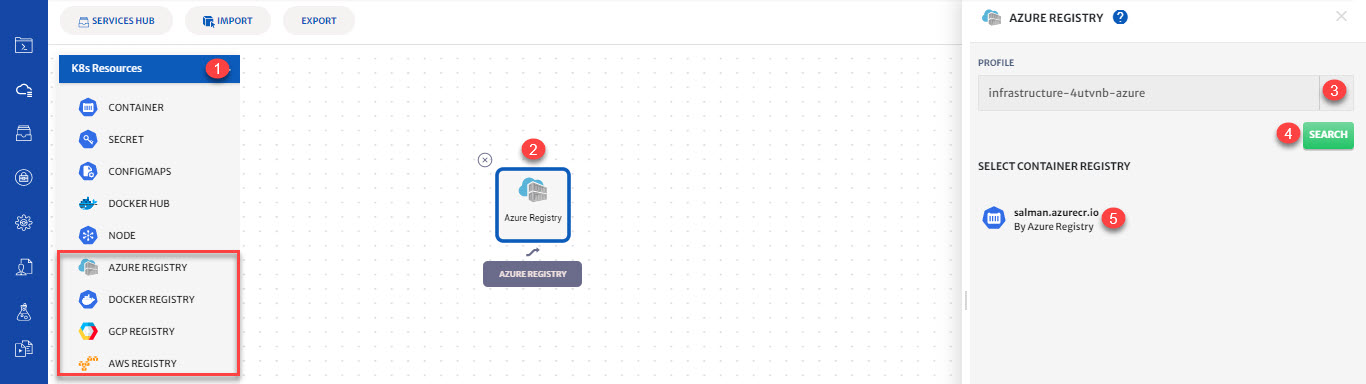 SERVICES HUB
IMPORT
EXPORT
K8s Resources
1
CONTAINER
SECRET
CONFIGMAPS
DOCKER HUB
NODE
AZURE REGISTRY
DOCKER REGISTRY
GCP REGISTRY
AWS REGISTRY
2
Azure Registry
AZURE REGISTRY
AZURE REGISTRY ?
PROFILE
infrastructure-4utvnb-azure
3
4
SEARCH
SELECT CONTAINER REGISTRY
salman.azurecr.io
By Azure Registry
5